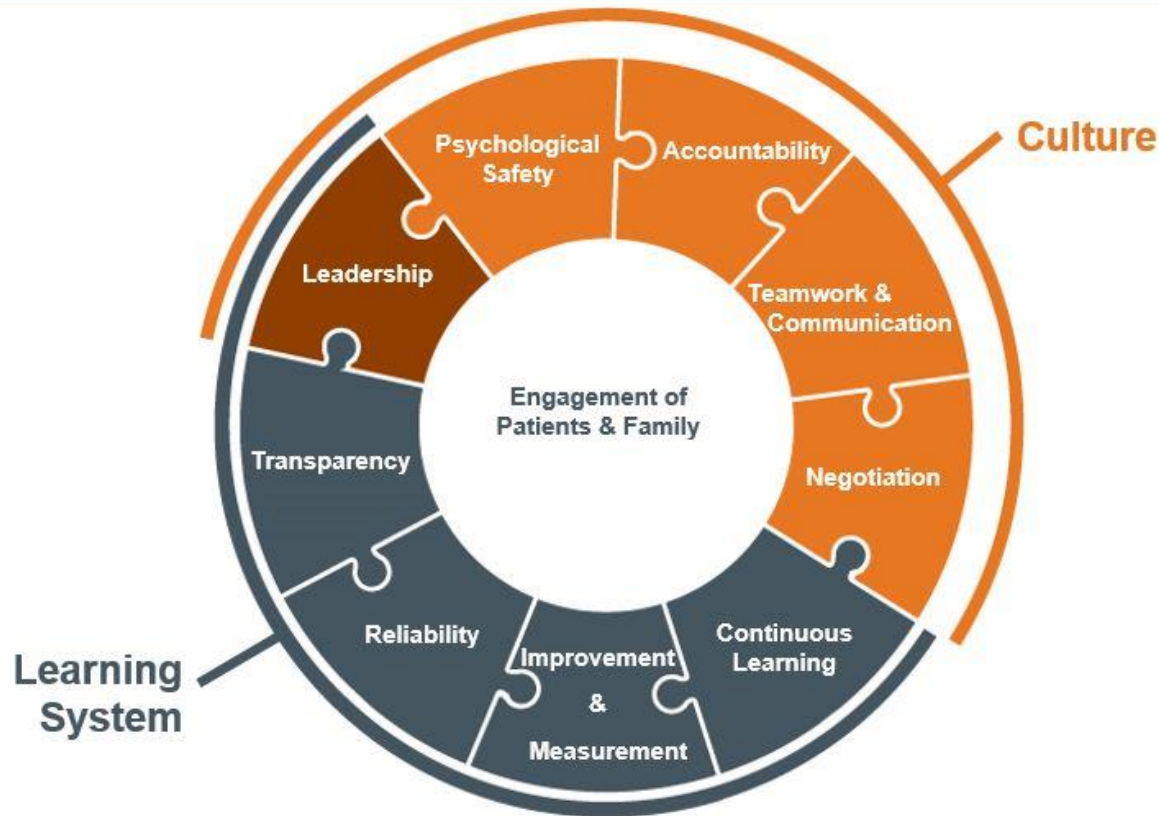 Culture
Psychological
Safety
Accountability
Leadership
Teamwork &
Communication
Engagement of
Patients & Family
Transparency
Negotiation
Reliability
Improvement
&
Measurement
Continuous
Learning
Learning
System